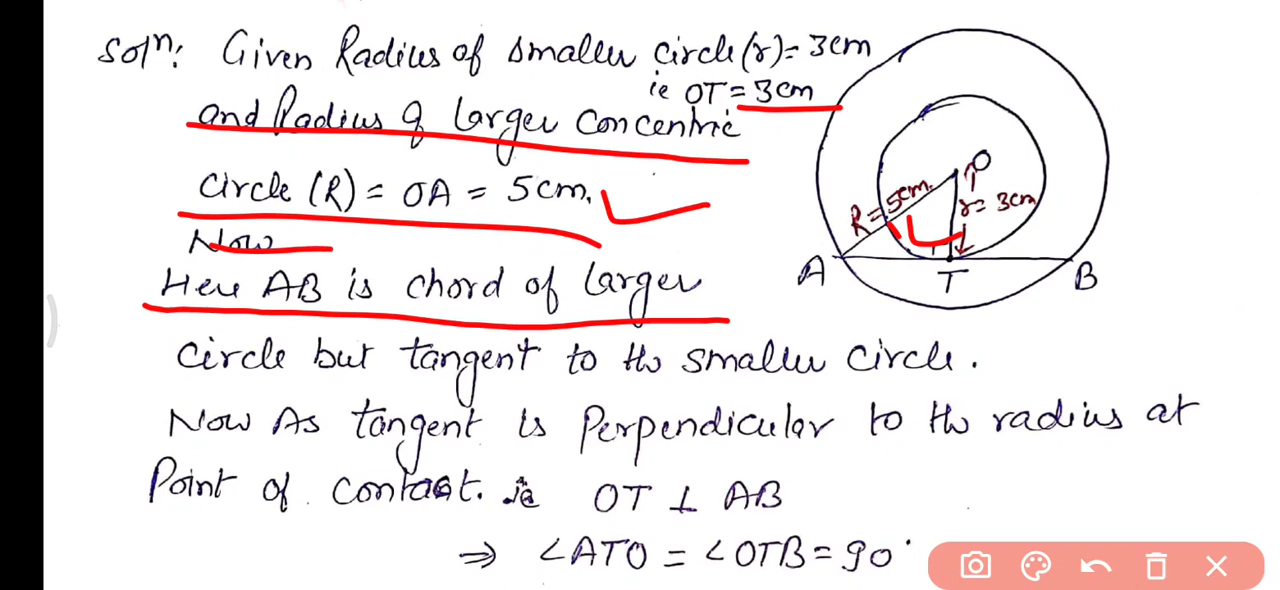 Solⁿ: Given Radius of smaller circle (r) = 3cm
ie OT = 3cm
and Radius of larger concentric
circle (R) = OA = 5cm.
Now
Here AB is chord of larger
circle but tangent to the smaller circle.
Now As tangent is Perpendicular to the radius at
Point of contact. ie OT ⊥ AB
⇒ ∠ATO = ∠OTB = 90°
O
R = 5cm.
r = 3cm
A
T
B